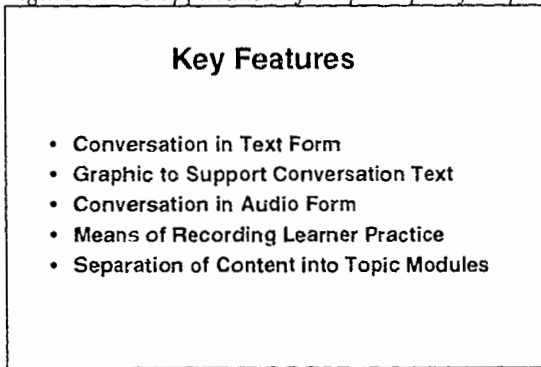 Key Features
• Conversation in Text Form
• Graphic to Support Conversation Text
• Conversation in Audio Form
• Means of Recording Learner Practice
• Separation of Content into Topic Modules